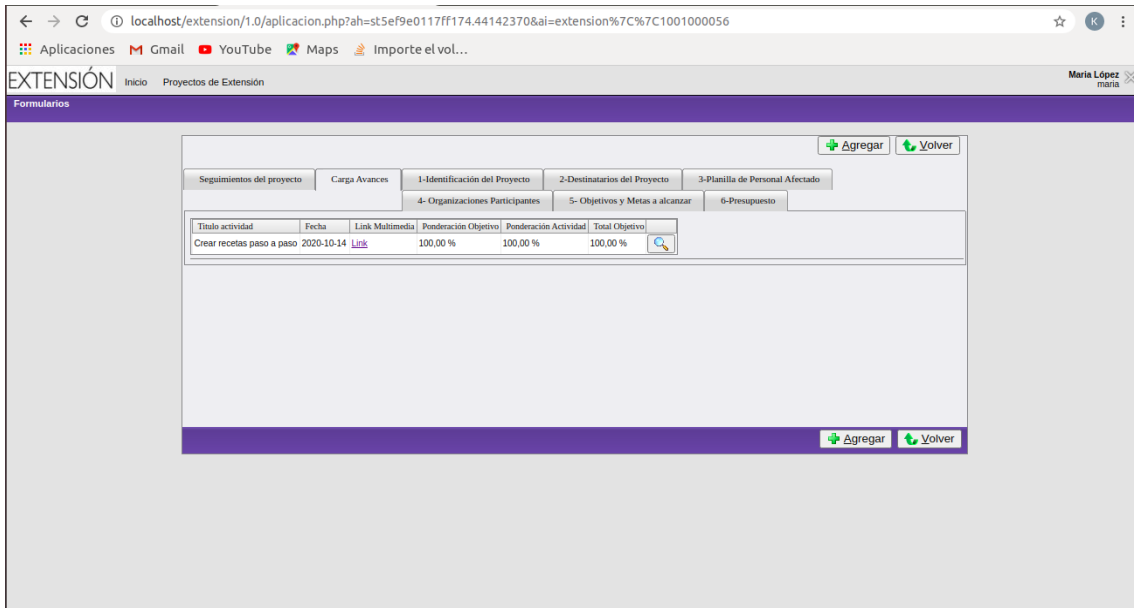 localhost/extension/1.0/aplicacion.php?ah=st5ef9e0117ff174.44142370&ai=extension%7C%7C1001000056
K
Aplicaciones Gmail YouTube Maps Importe el vol...
EXTENSIÓN Inicio Proyectos de Extensión Maria López
maria
Formularios
Agregar Volver
Seguimientos del proyecto Carga Avances 1-Identificación del Proyecto 2-Destinatarios del Proyecto 3-Planilla de Personal Afectado
4- Organizaciones Participantes 5- Objetivos y Metas a alcanzar 6-Presupuesto
Titulo actividad Fecha Link Multimedia Ponderación Objetivo Ponderación Actividad Total Objetivo
Crear recetas paso a paso 2020-10-14 Link 100,00 % 100,00 % 100,00 %
Agregar Volver